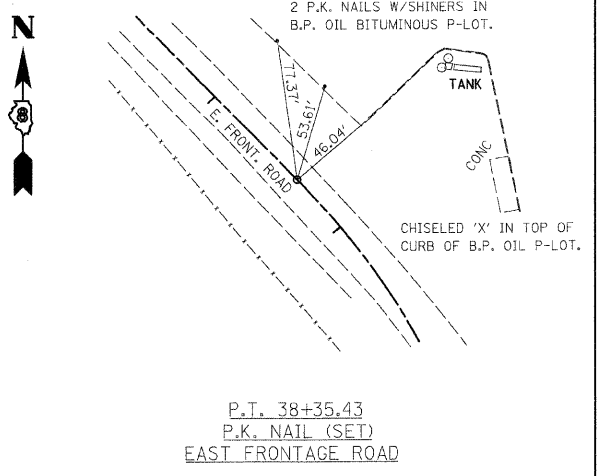 2 P.K. NAILS W/SHINERS IN
B.P. OIL BITUMINOUS P-LOT.
N
TANK
77.37'
53.61'
46.04'
E. FRONT. ROAD
CONC
CHISELED 'X' IN TOP OF
CURB OF B.P. OIL P-LOT.
P.T. 38+35.43
P.K. NAIL (SET)
EAST FRONTAGE ROAD